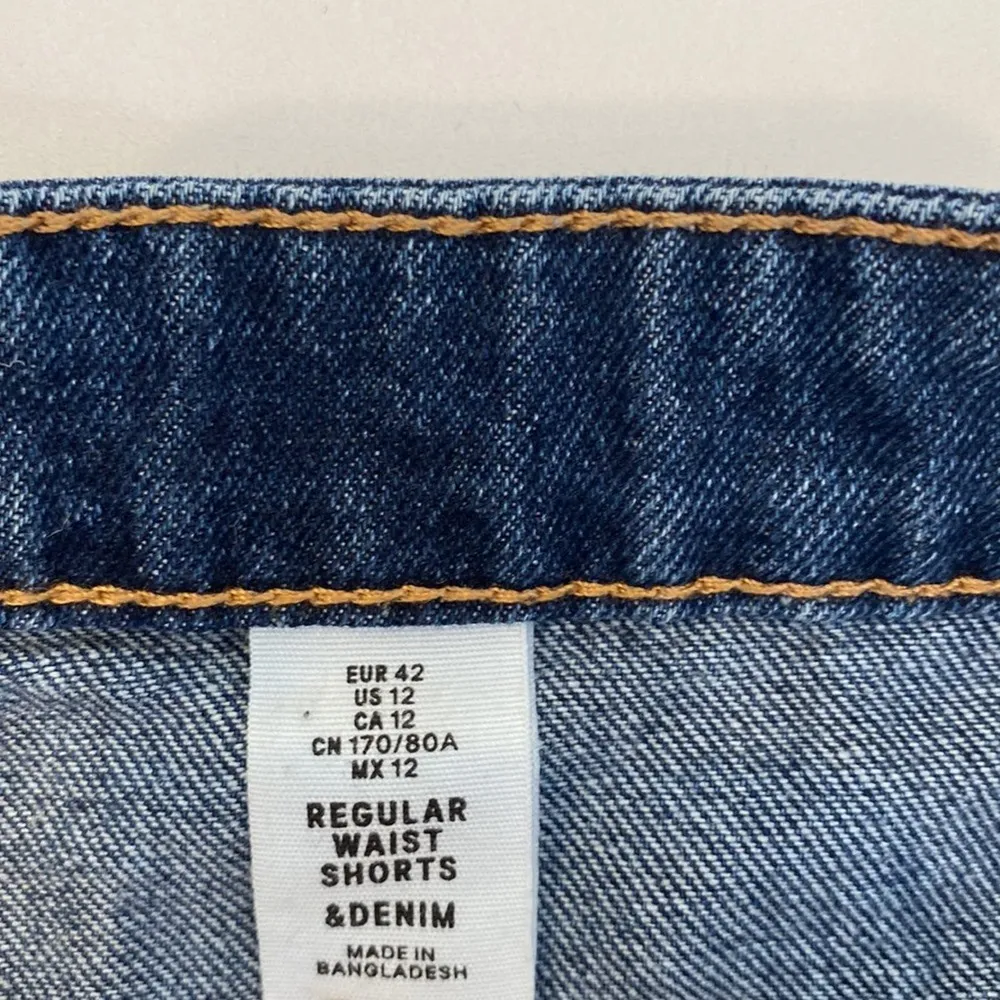 EUR 42
US 12
CA 12
CN 170/80A
MX 12
REGULAR
WAIST
SHORTS
&DENIM
MADE IN
BANGLADESH